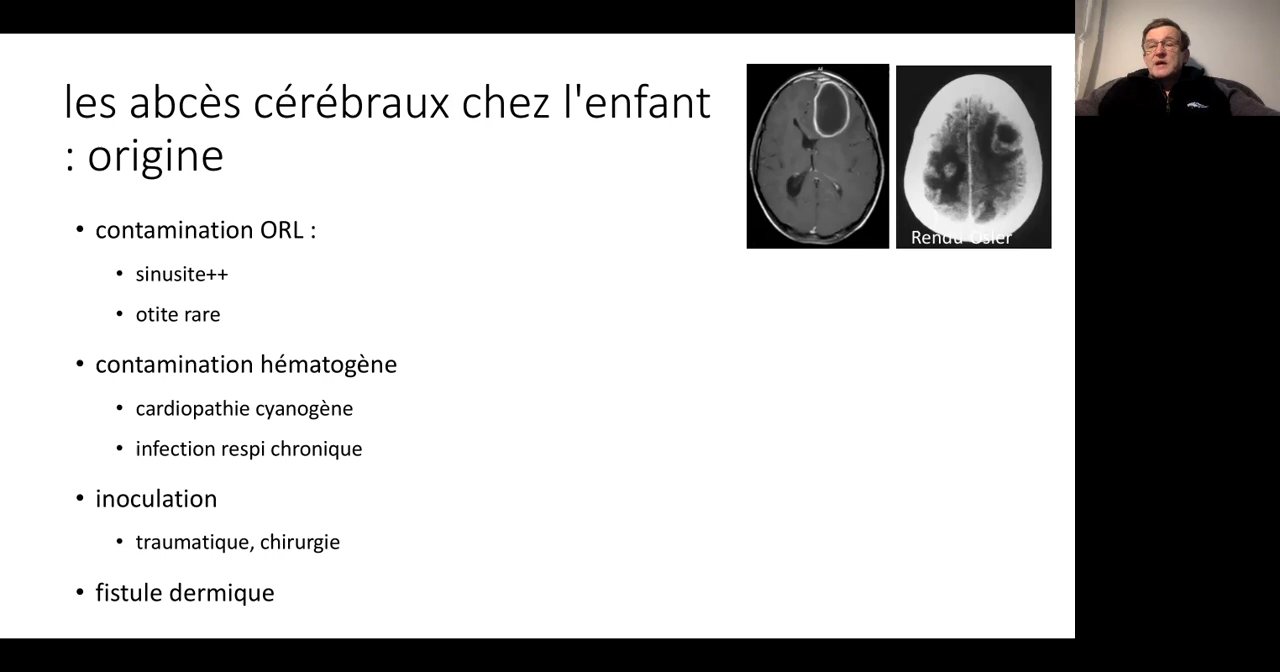 les abcès cérébraux chez l'enfant
: origine
• contamination ORL :
• sinusite++
• otite rare
• contamination hématogène
• cardiopathie cyanogène
• infection respi chronique
• inoculation
• traumatique, chirurgie
• fistule dermique
Rendu Osler